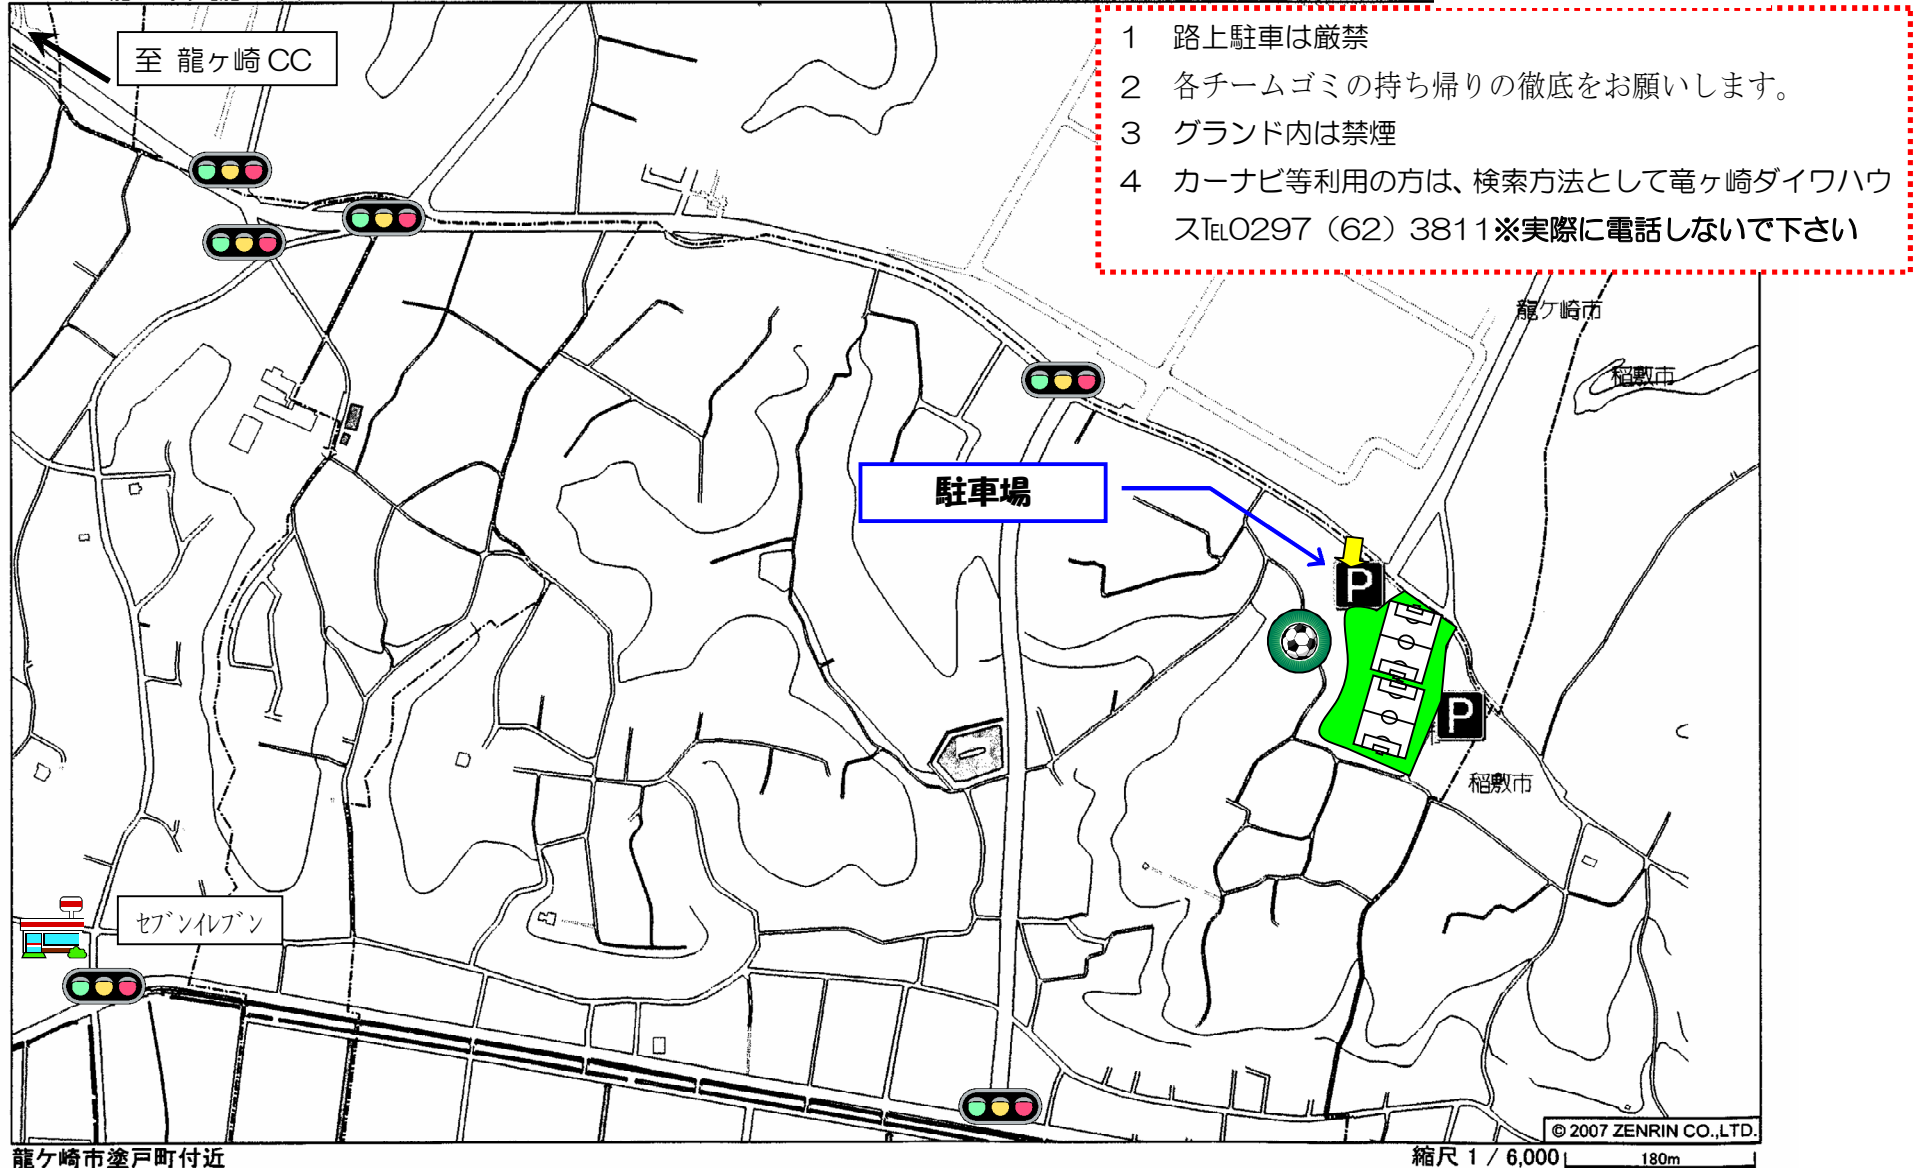 至 龍ヶ崎CC
1 路上駐車は厳禁
2 各チームゴミの持ち帰りの徹底をお願いします。
3 グランド内は禁煙
4 カーナビ等利用の方は、検索方法として竜ヶ崎ダイワハウ
ス℡0297（62）3811※実際に電話しないで下さい
龍ケ崎市
稲敷市
駐車場
P
P
稲敷市
セブンイレブン
© 2007 ZENRIN CO.,LTD.
龍ケ崎市塗戸町付近
縮尺 1 / 6,000
180m